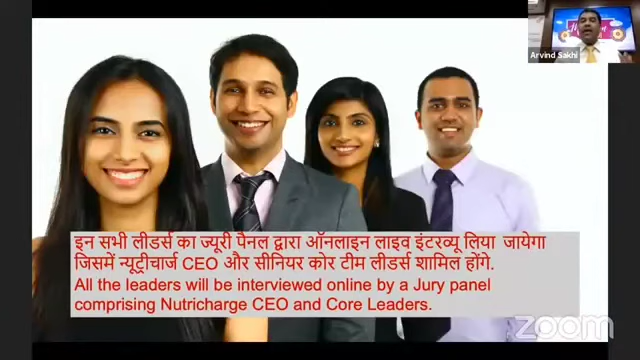 Arvind Sakhi
इन सभी लीडर्स का ज्यूरी पैनल द्वारा ऑनलाइन लाइव इंटरव्यू लिया जायेगा
जिसमें न्यूट्रीचार्ज CEO और सीनियर कोर टीम लीडर्स शामिल होंगे.
All the leaders will be interviewed online by a Jury panel
comprising Nutricharge CEO and Core Leaders.
zoom